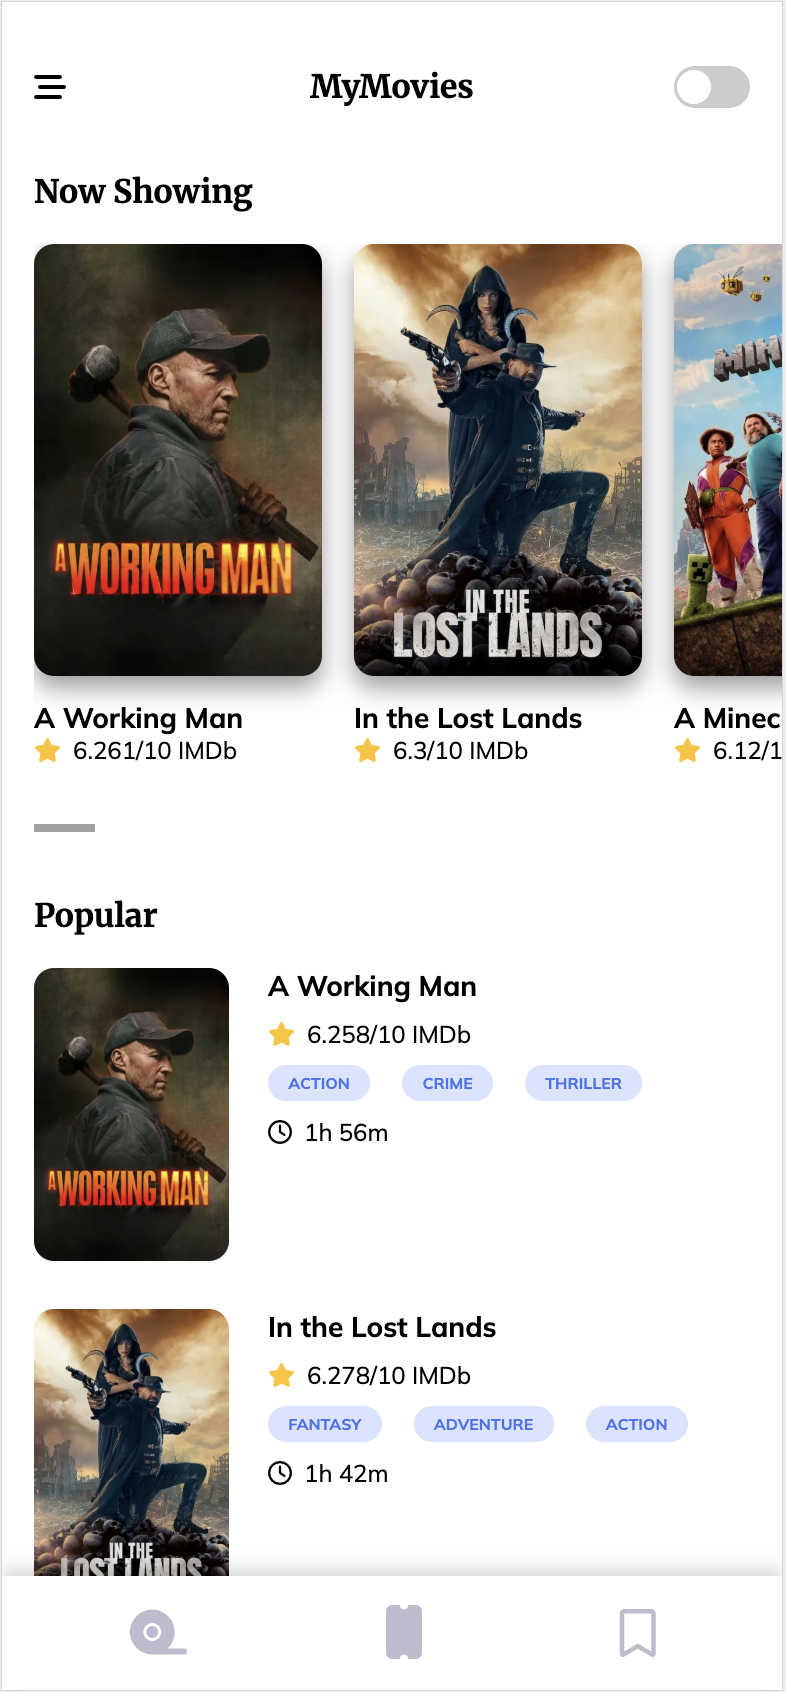 MyMovies
Now Showing
A WORKING MAN
IN THE
LOST LANDS
MIN
A Working Man
6.261/10 IMDb
In the Lost Lands
6.3/10 IMDb
A Minec
6.12/1
Popular
A WORKING MAN
A Working Man
6.258/10 IMDb
ACTION
CRIME
THRILLER
1h 56m
IN THE
LOST LANDS
In the Lost Lands
6.278/10 IMDb
FANTASY
ADVENTURE
ACTION
1h 42m